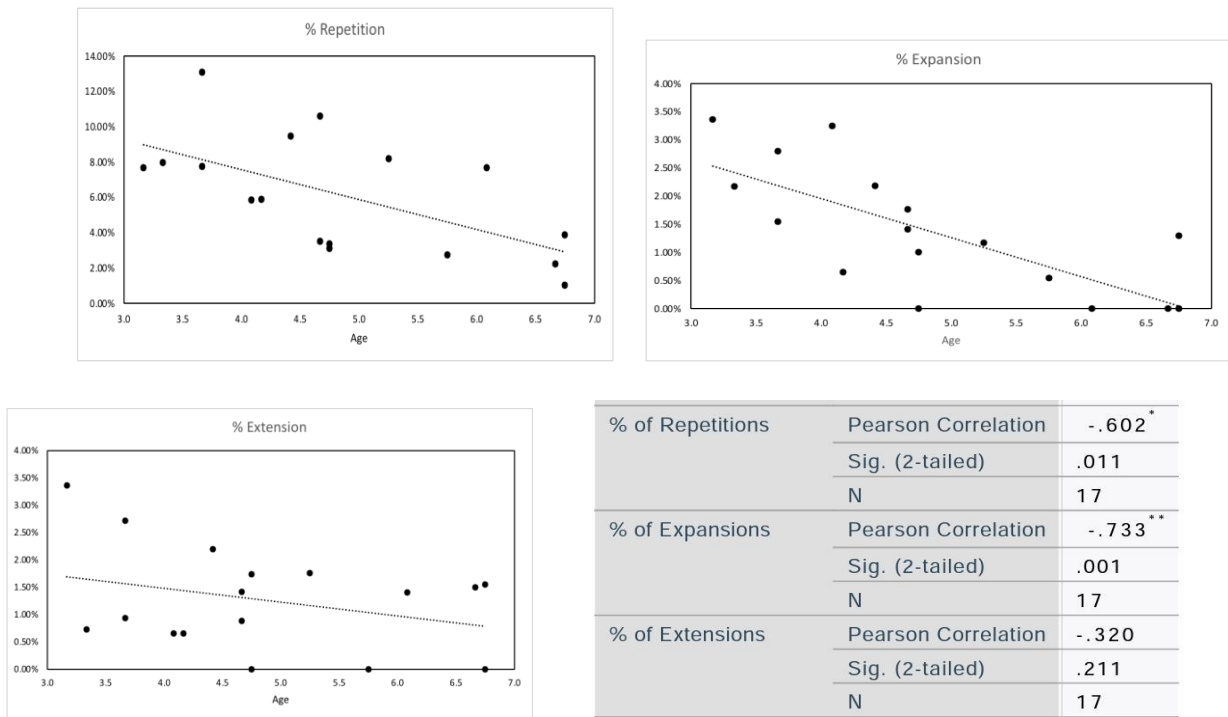 % Repetition
14.00%
12.00%
10.00%
8.00%
6.00%
4.00%
2.00%
0.00%
3.0 3.5 4.0 4.5 5.0 5.5 6.0 6.5 7.0
Age
% Expansion
4.00%
3.50%
3.00%
2.50%
2.00%
1.50%
1.00%
0.50%
0.00%
3.0 3.5 4.0 4.5 5.0 5.5 6.0 6.5 7.0
Age
% Extension
4.00%
3.50%
3.00%
2.50%
2.00%
1.50%
1.00%
0.50%
0.00%
3.0 3.5 4.0 4.5 5.0 5.5 6.0 6.5 7.0
Age
% of Repetitions Pearson Correlation -.602*
Sig. (2-tailed) .011
N 17
% of Expansions Pearson Correlation -.733**
Sig. (2-tailed) .001
N 17
% of Extensions Pearson Correlation -.320
Sig. (2-tailed) .211
N 17